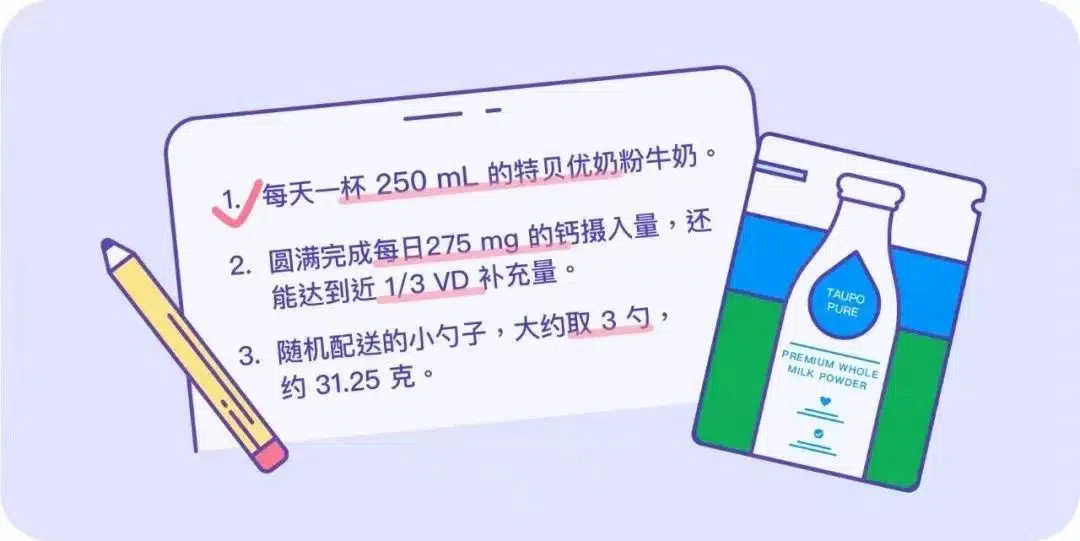 1. 每天一杯 250 mL 的特贝优奶粉牛奶。
2. 圆满完成每日275 mg 的钙摄入量，还
能达到近 1/3 VD 补充量。
3. 随机配送的小勺子，大约取 3 勺，
约 31.25 克。
TAUPO
PURE
PREMIUM WHOLE
MILK POWDER